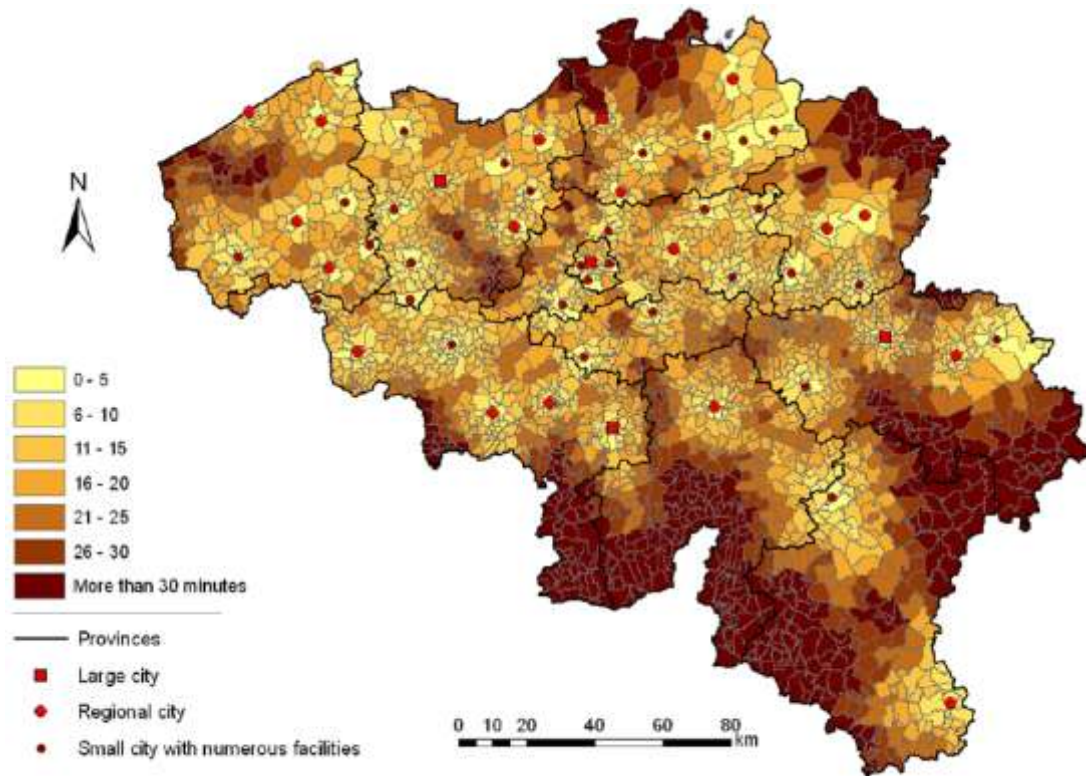 N
0 - 5
6 - 10
11 - 15
16 - 20
21 - 25
26 - 30
More than 30 minutes
Provinces
Large city
Regional city
Small city with numerous facilities
0 10 20 40 60 80
km